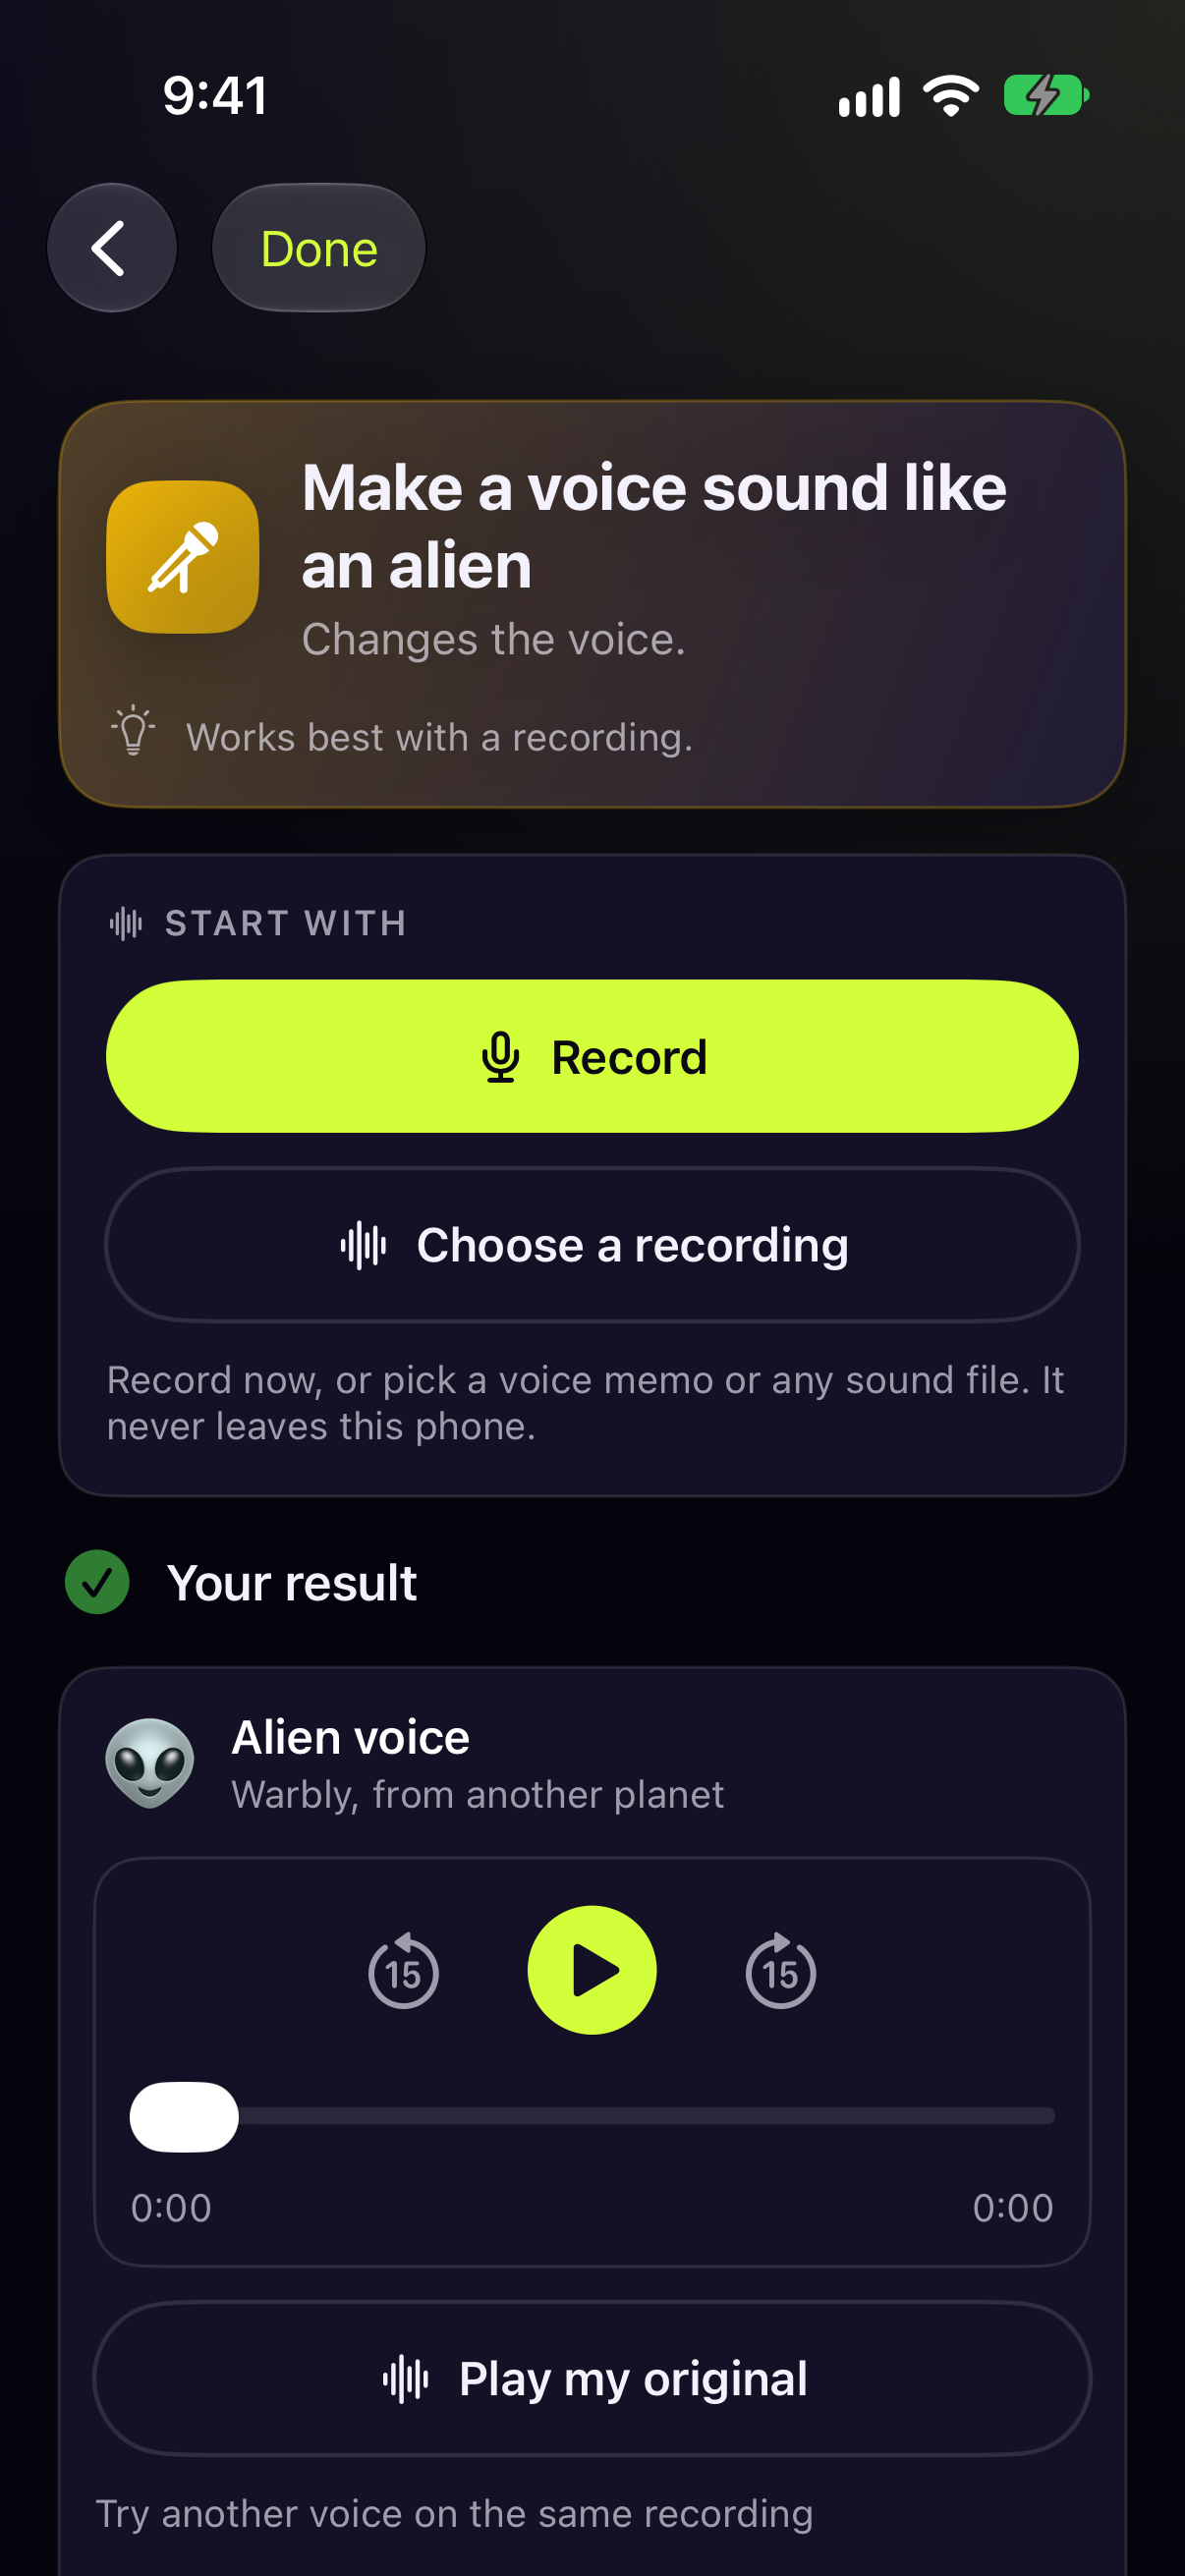 9:41
Done
Make a voice sound like
an alien
Changes the voice.
Works best with a recording.
START WITH
Record
Choose a recording
Record now, or pick a voice memo or any sound file. It
never leaves this phone.
Your result
Alien voice
Warbly, from another planet
15 15
0:00 0:00
Play my original
Try another voice on the same recording